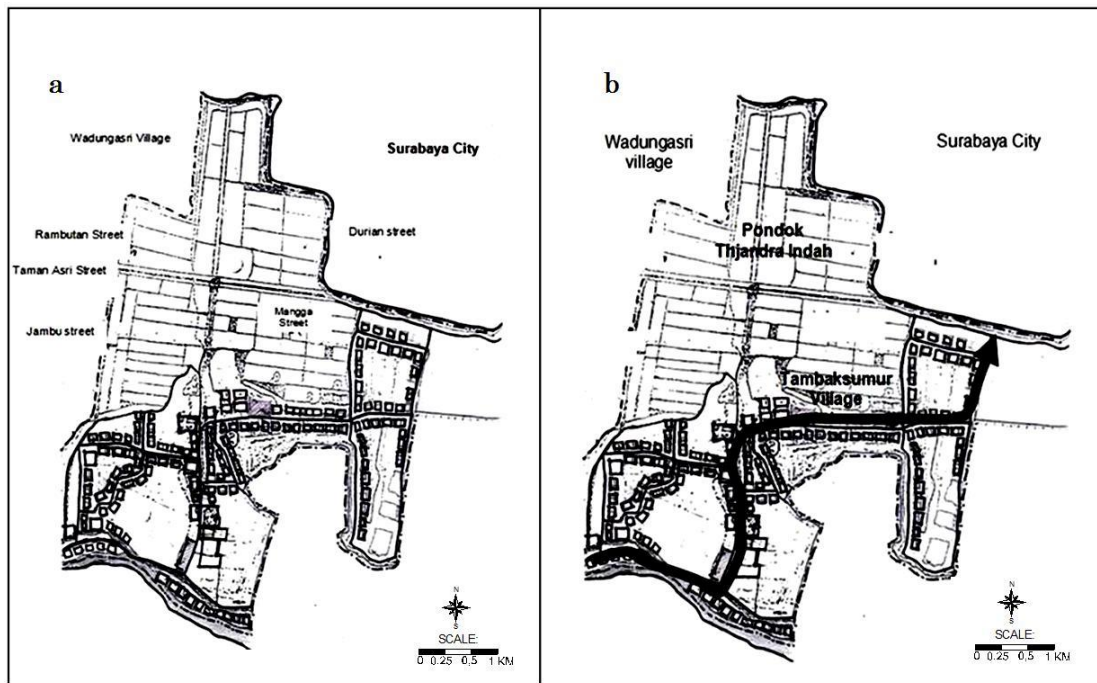 a
Wadungasri Village
Surabaya City
Rambutan Street
Durian street
Taman Asri Street
Mangga
Street
Jambu street
N
S
SCALE:
0 0.25 0,5 1 KM
b
Wadungasri
village
Surabaya City
Pondok
Thjandra Indah
Tambaksumur
Village
N
S
SCALE:
0 0.25 0,5 1 KM